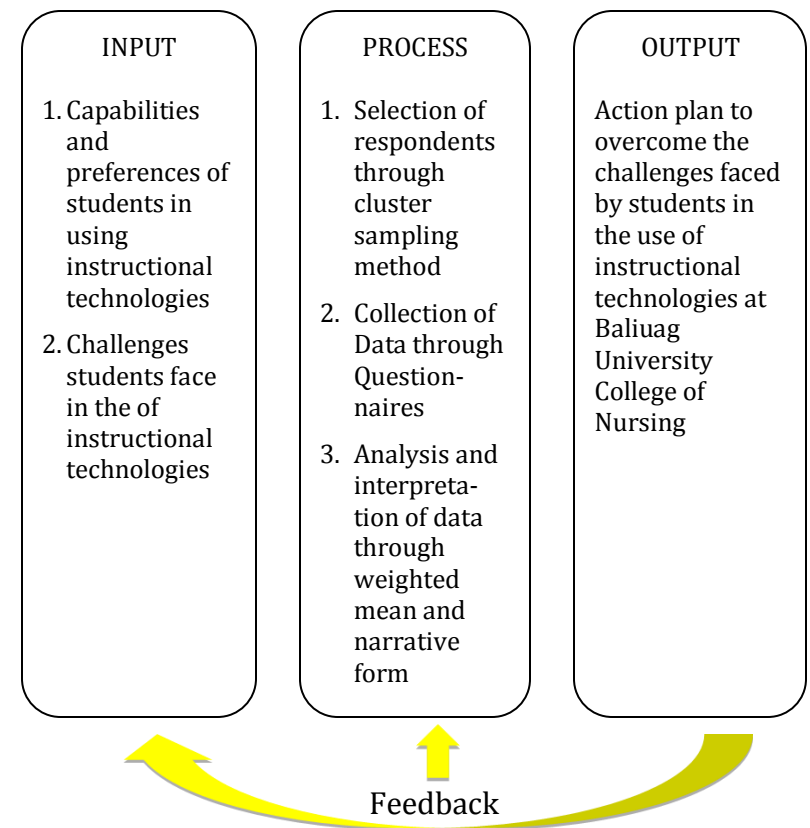 INPUT
1. Capabilities
and
preferences of
students in
using
instructional
technologies
2. Challenges
students face
in the of
instructional
technologies
PROCESS
1. Selection of
respondents
through
cluster
sampling
method
2. Collection of
Data through
Question-
naires
3. Analysis and
interpreta-
tion of data
through
weighted
mean and
narrative
form
OUTPUT
Action plan to
overcome the
challenges faced
by students in
the use of
instructional
technologies at
Baliuag
University
College of
Nursing
Feedback